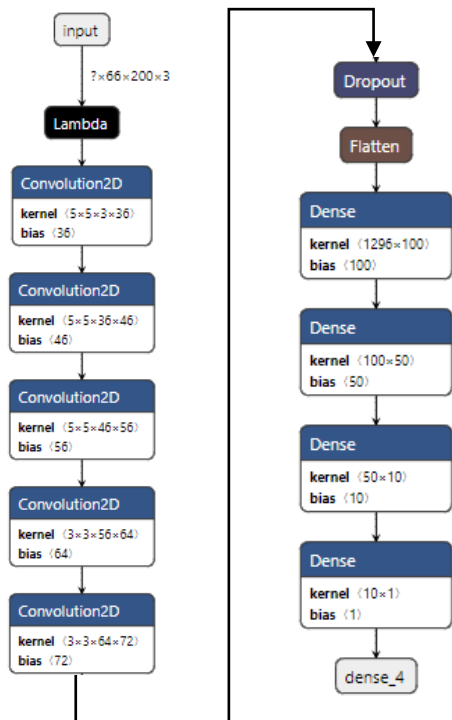 input
?×66×200×3
Lambda
Convolution2D
kernel ⟨5×5×3×36⟩
bias ⟨36⟩
Convolution2D
kernel ⟨5×5×36×46⟩
bias ⟨46⟩
Convolution2D
kernel ⟨5×5×46×56⟩
bias ⟨56⟩
Convolution2D
kernel ⟨3×3×56×64⟩
bias ⟨64⟩
Convolution2D
kernel ⟨3×3×64×72⟩
bias ⟨72⟩
Dropout
Flatten
Dense
kernel ⟨1296×100⟩
bias ⟨100⟩
Dense
kernel ⟨100×50⟩
bias ⟨50⟩
Dense
kernel ⟨50×10⟩
bias ⟨10⟩
Dense
kernel ⟨10×1⟩
bias ⟨1⟩
dense_4